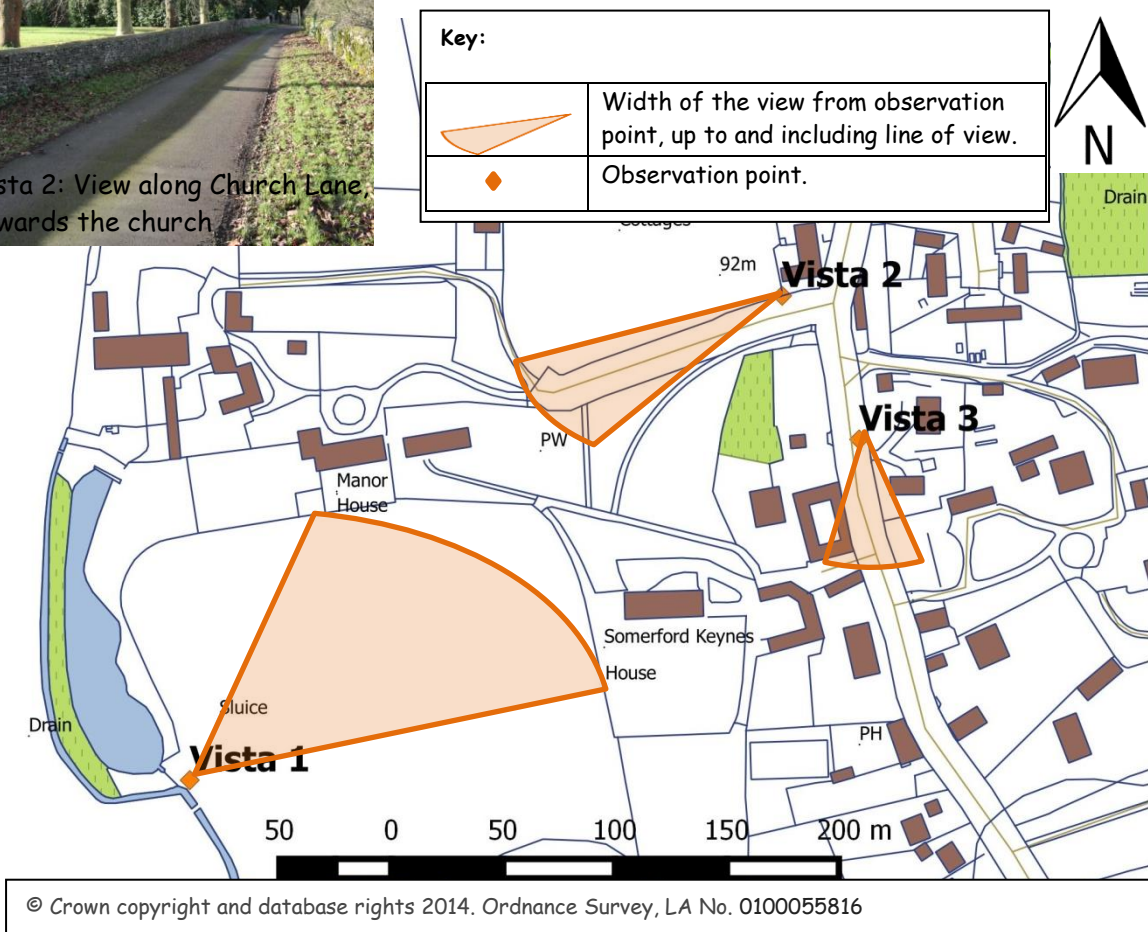 Key:
Width of the view from observation
point, up to and including line of view.
Observation point.
N
sta 2: View along Church Lane,
wards the church
Cottages
Drain
92m
Vista 2
Vista 3
PW
Manor
House
Somerford Keynes
House
Sluice
Drain
Vista 1
PH
50 0 50 100 150 200 m
© Crown copyright and database rights 2014. Ordnance Survey, LA No. 0100055816